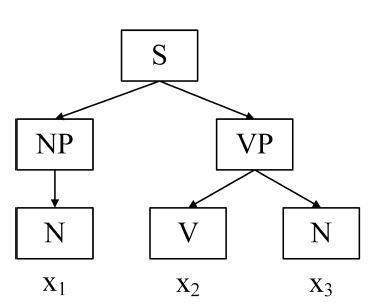 S
NP VP
N V N
x₁ x₂ x₃